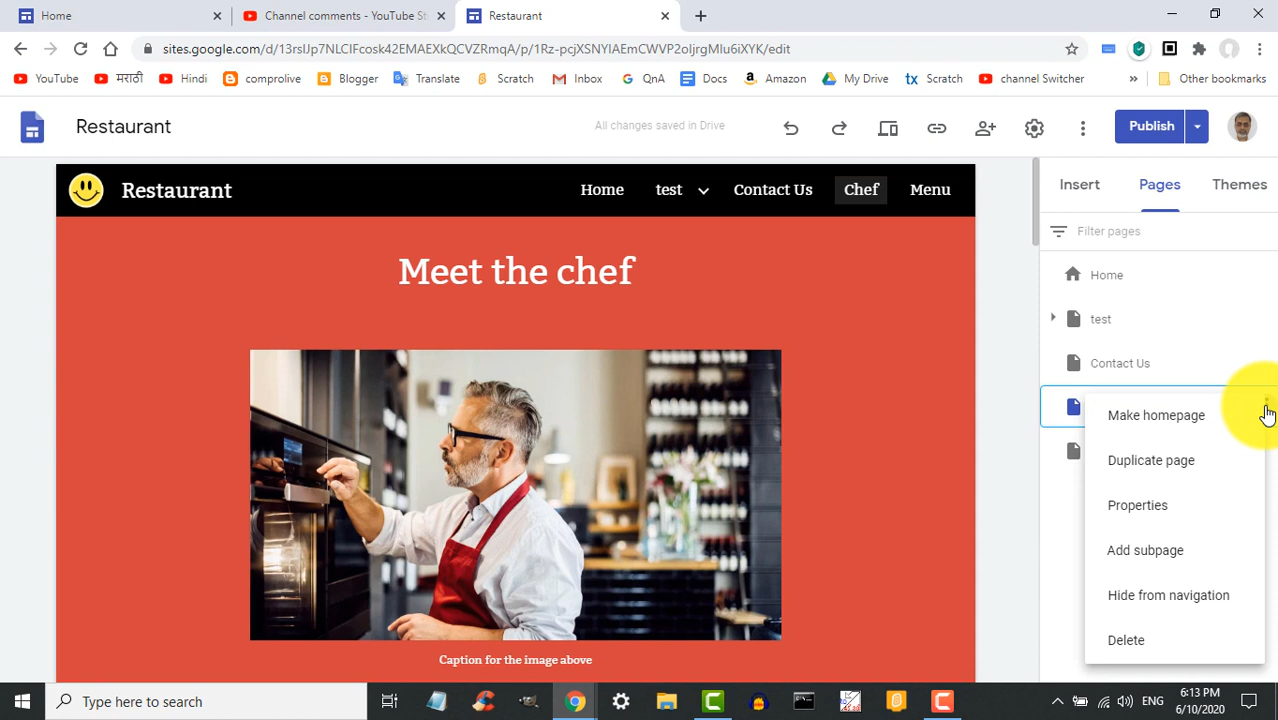 Home
Channel comments - YouTube St
Restaurant
sites.google.com/d/13rslJp7NLCIFcosk42EMAEXkQCVZRmqA/p/1Rz-pcjXSNYIAEmCWVP2oljrgMlu6iXYK/edit
YouTube
मराठी
Hindi
comprolive
Blogger
Translate
Scratch
Inbox
QnA
Docs
Amazon
My Drive
tx Scratch
channel Switcher
»
Other bookmarks
Restaurant
All changes saved in Drive
Publish
Restaurant
Home
test
Contact Us
Chef
Menu
Insert
Pages
Themes
Filter pages
Home
test
Contact Us
Make homepage
Duplicate page
Properties
Add subpage
Hide from navigation
Delete
Meet the chef
Caption for the image above
Type here to search
ENG
6:13 PM
6/10/2020